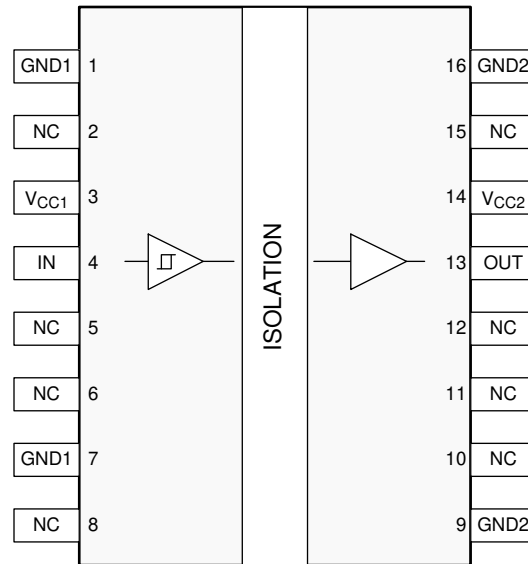 GND1 1 16 GND2
NC 2 15 NC
VCC1 3 14 VCC2
IN 4 13 OUT
NC 5 12 NC
NC 6 11 NC
GND1 7 10 NC
NC 8 9 GND2
ISOLATION